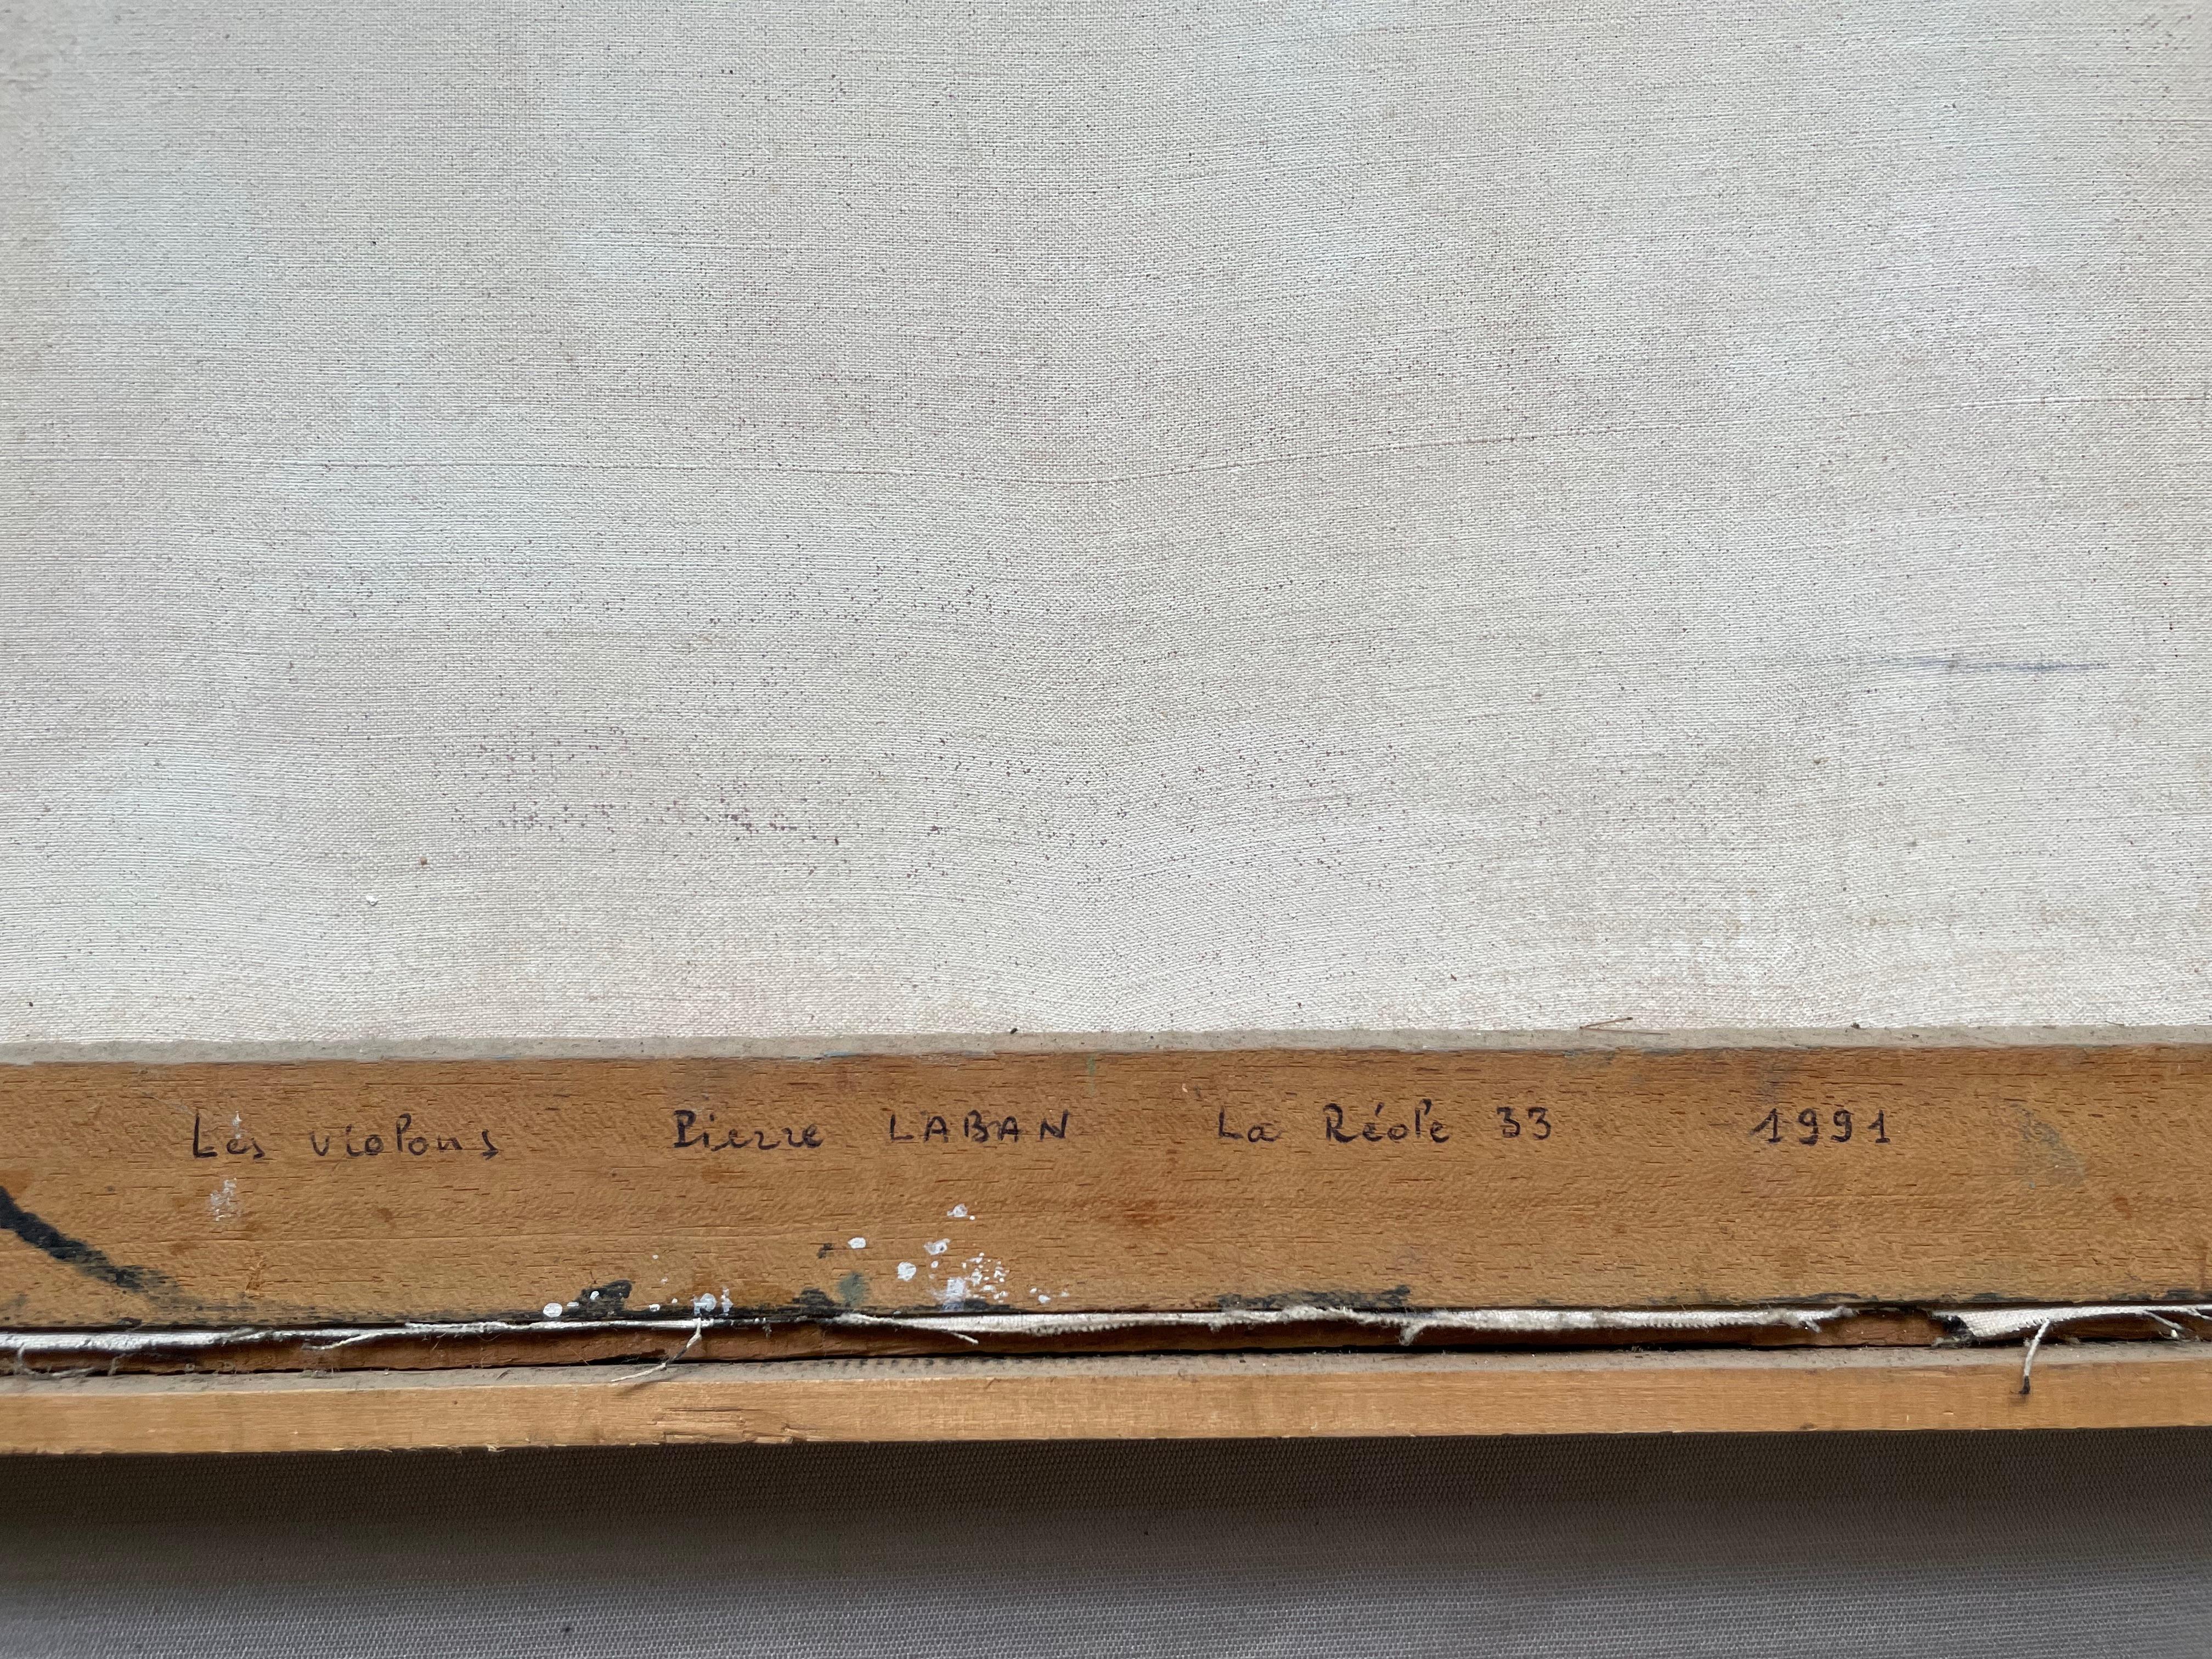 Les violons Pierre LABAN La Réole 33 1991